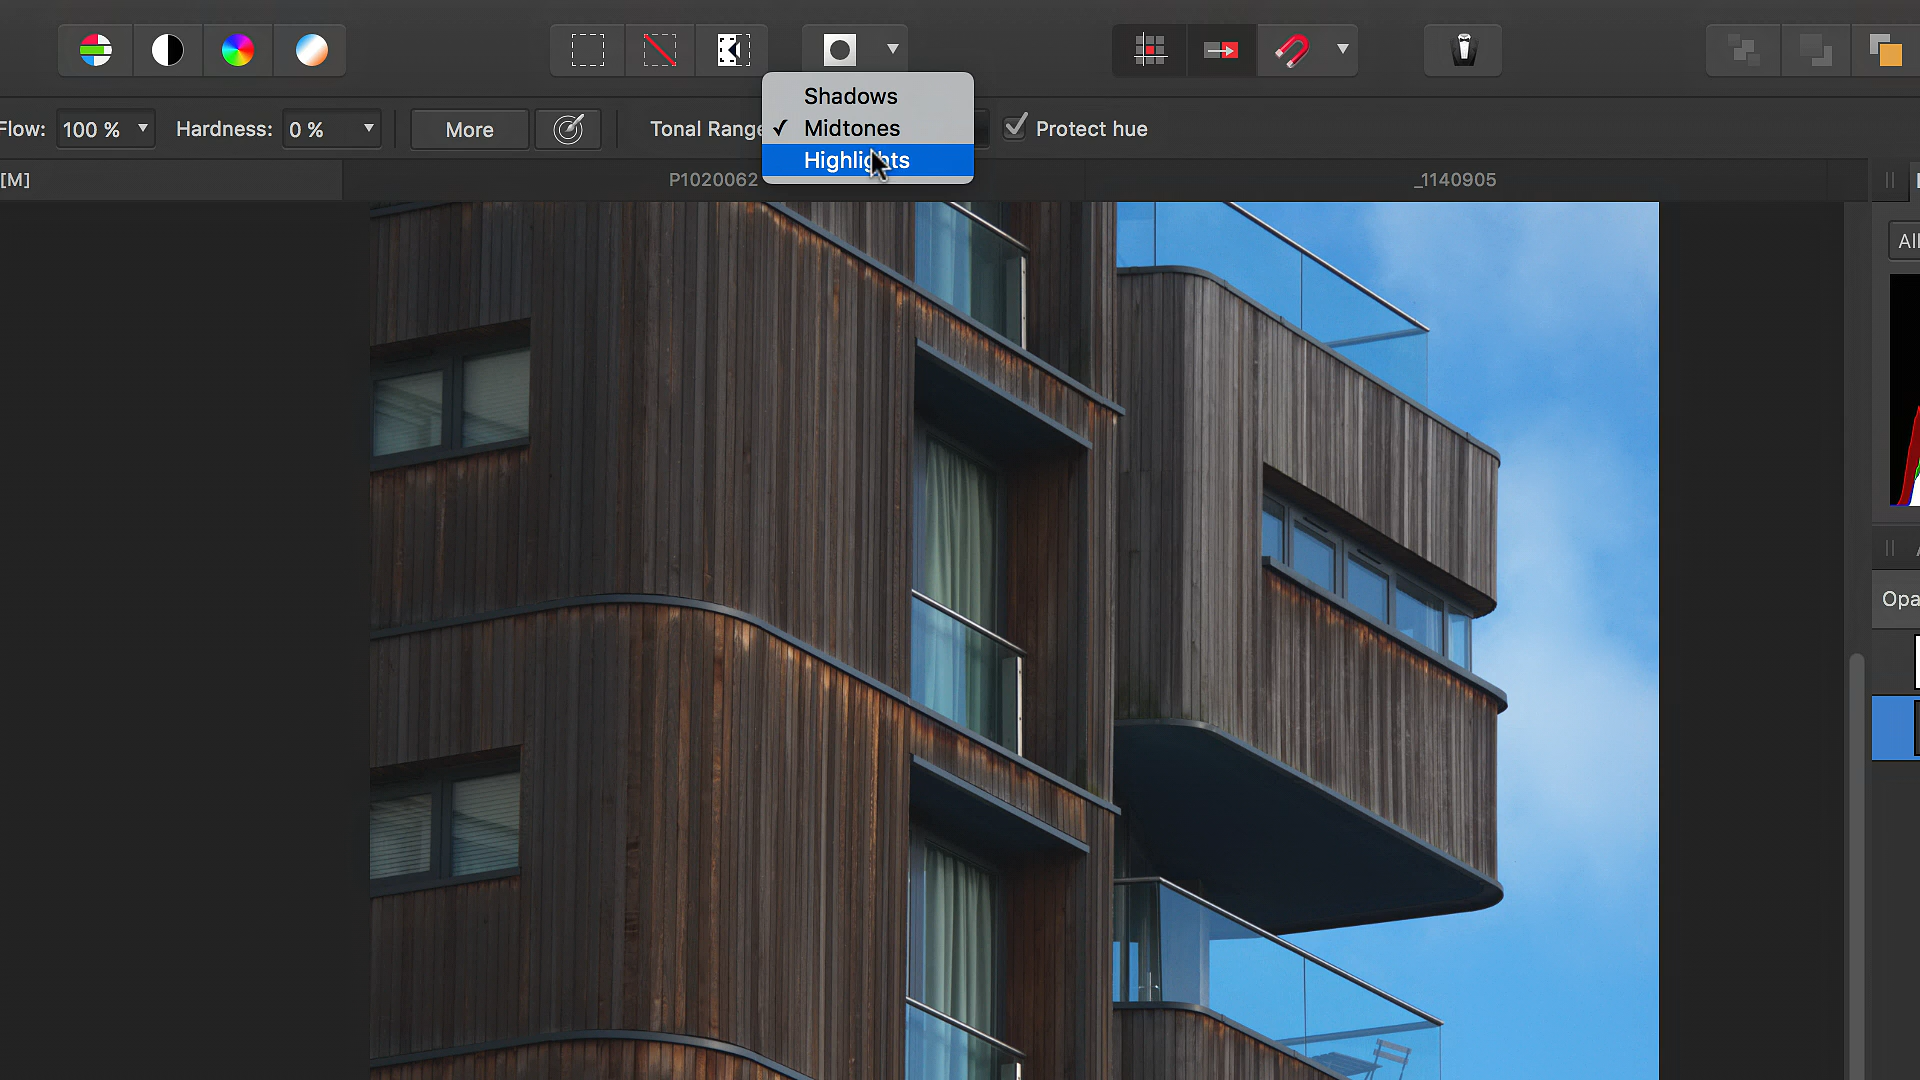 Shadows
Flow: 100 % Hardness: 0 % More Tonal Range ✓ Midtones Protect hue
Highlights
[M] P1020062 _1140905
All
Opa